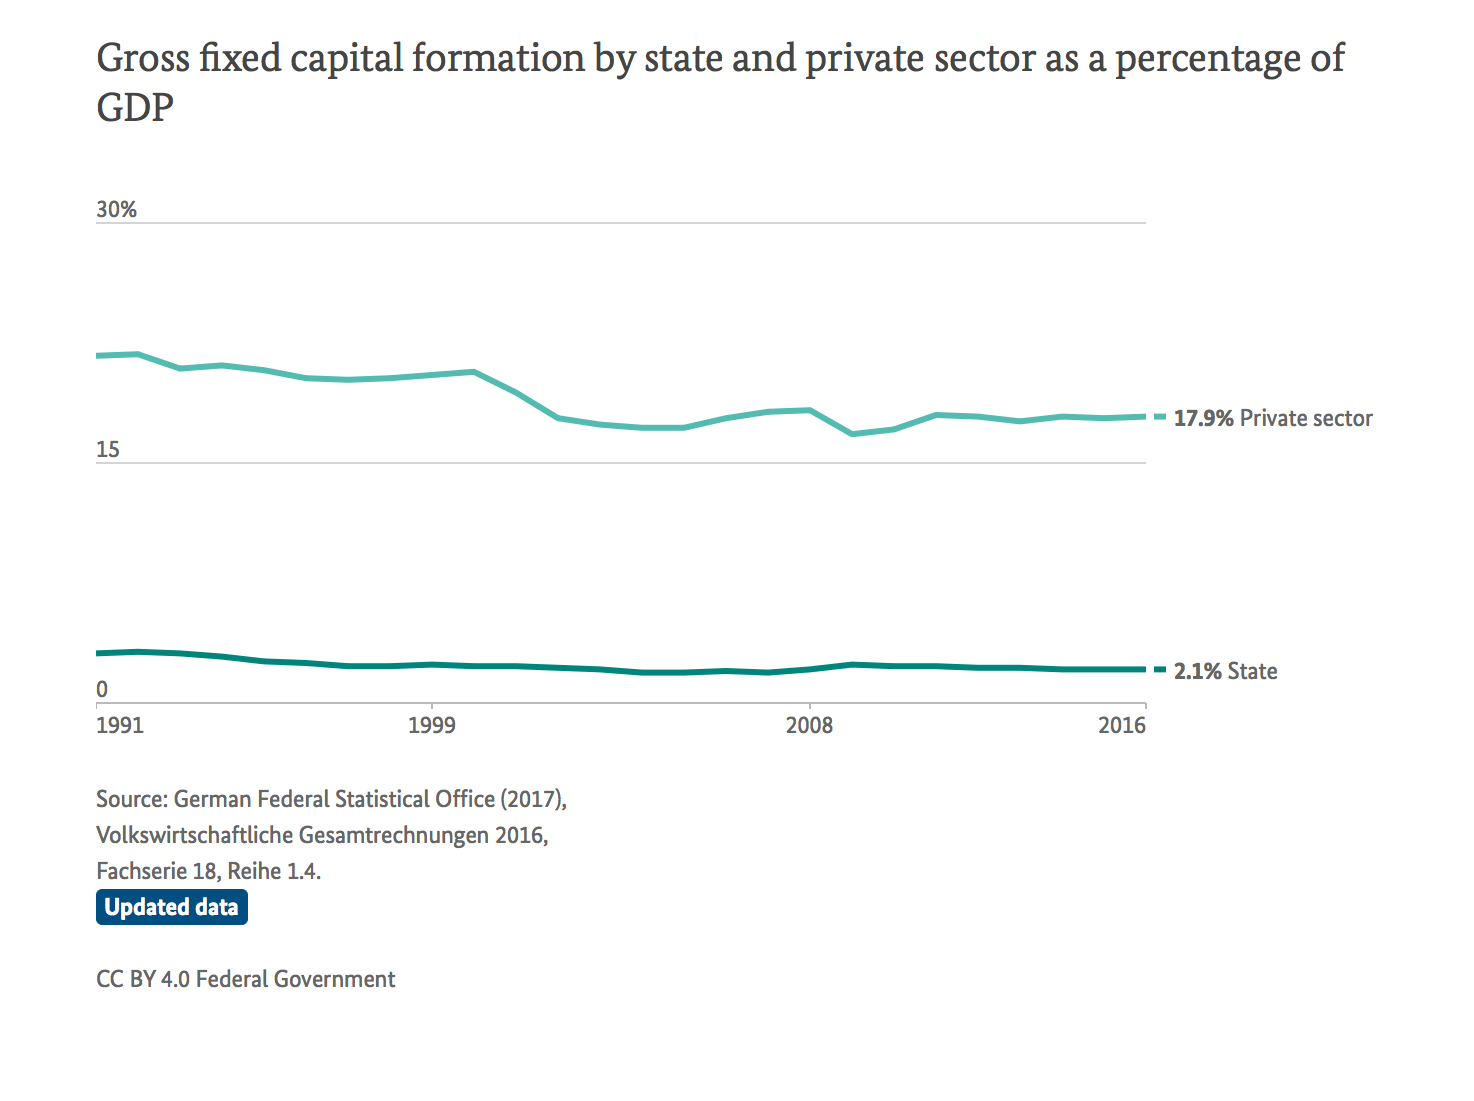 Gross fixed capital formation by state and private sector as a percentage of
GDP
30%
17.9% Private sector
15
2.1% State
0
1991 1999 2008 2016
Source: German Federal Statistical Office (2017),
Volkswirtschaftliche Gesamtrechnungen 2016,
Fachserie 18, Reihe 1.4.
Updated data
CC BY 4.0 Federal Government